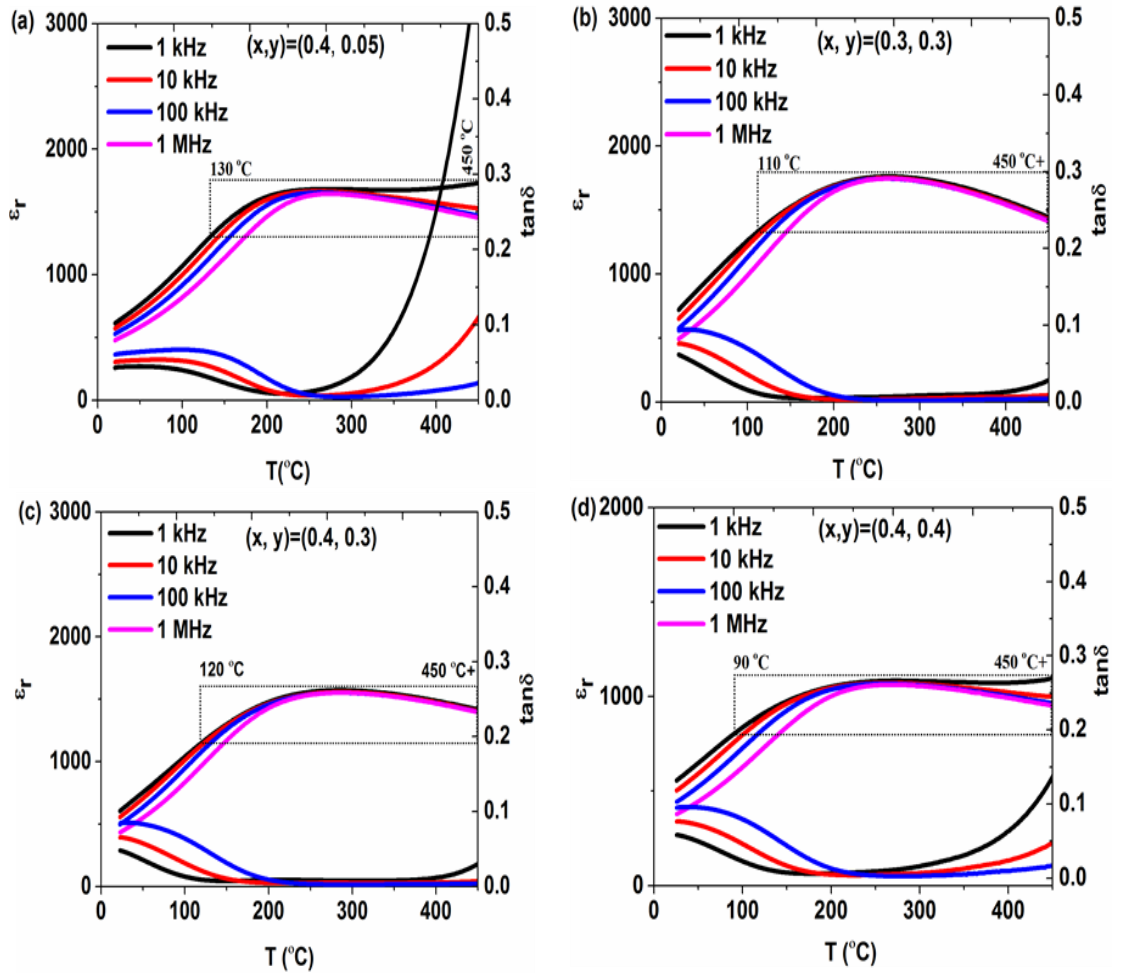 (a)
(x,y)=(0.4, 0.05)
1 kHz
10 kHz
100 kHz
1 MHz
130 °C
450 °C
3000
2000
1000
0
0.5
0.4
0.3
0.2
0.1
0.0
0 100 200 300 400
εr
tanδ
T(°C)
(b)
(x, y)=(0.3, 0.3)
1 kHz
10 kHz
100 kHz
1 MHz
110 °C
450 °C+
3000
2000
1000
0
0.5
0.4
0.3
0.2
0.1
0.0
0 100 200 300 400
εr
tanδ
T (°C)
(c)
(x, y)=(0.4, 0.3)
1 kHz
10 kHz
100 kHz
1 MHz
120 °C
450 °C+
3000
2000
1000
0
0.5
0.4
0.3
0.2
0.1
0.0
0 100 200 300 400
εr
tanδ
T (°C)
(d)
(x,y)=(0.4, 0.4)
1 kHz
10 kHz
100 kHz
1 MHz
90 °C
450 °C+
2000
1000
0
0.5
0.4
0.3
0.2
0.1
0.0
0 100 200 300 400
εr
tanδ
T (°C)